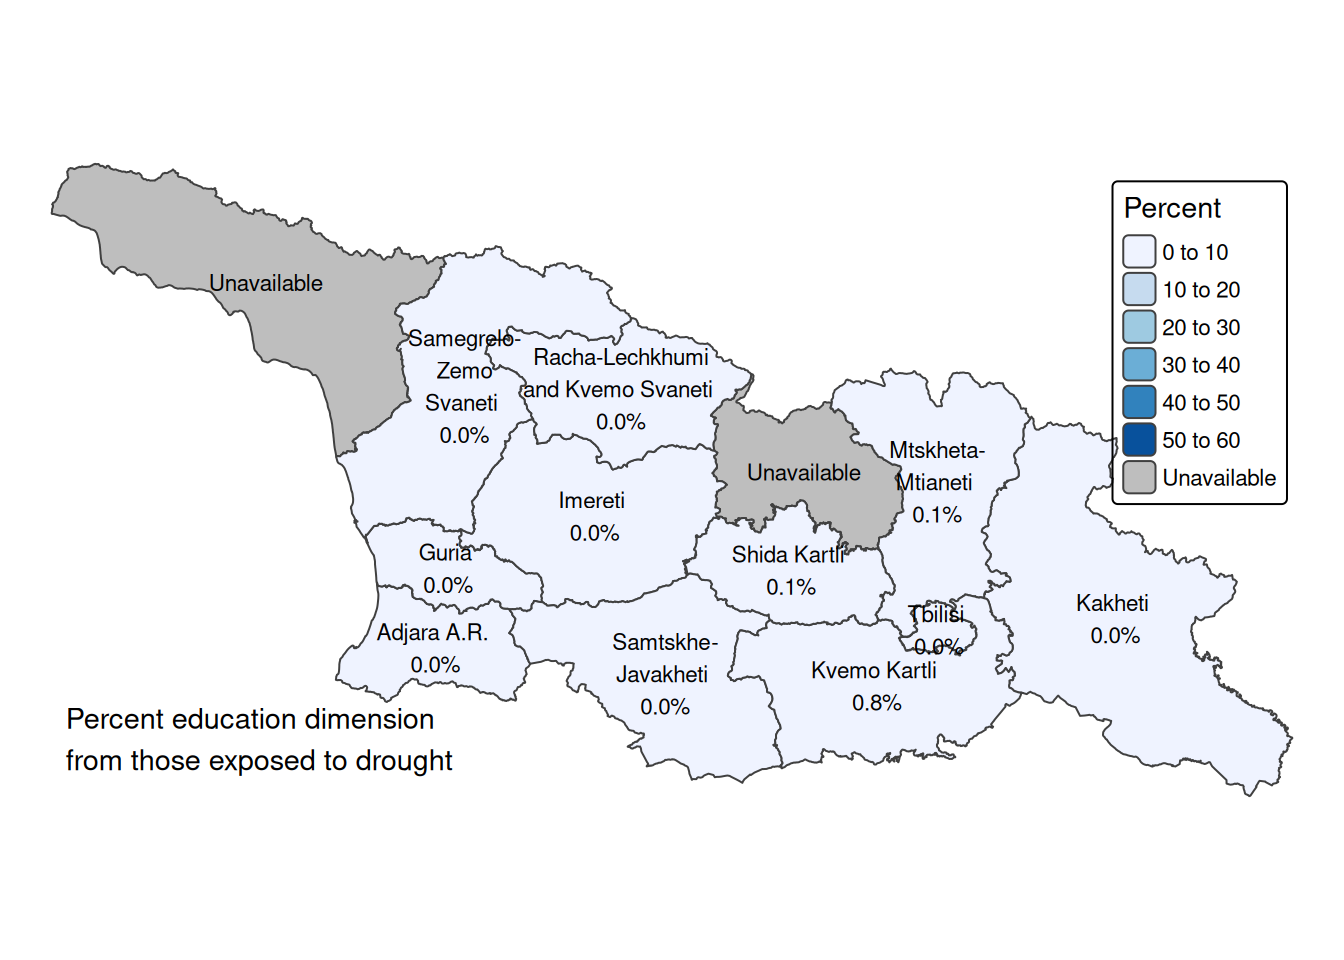 Unavailable
Samegrelo-
Zemo
Svaneti
0.0%
Racha-Lechkhumi
and Kvemo Svaneti
0.0%
Imereti
0.0%
Guria
0.0%
Adjara A.R.
0.0%
Samtskhe-
Javakheti
0.0%
Unavailable
Shida Kartli
0.1%
Mtskheta-
Mtianeti
0.1%
Tbilisi
0.0%
Kvemo Kartli
0.8%
Kakheti
0.0%
Percent
0 to 10
10 to 20
20 to 30
30 to 40
40 to 50
50 to 60
Unavailable
Percent education dimension
from those exposed to drought